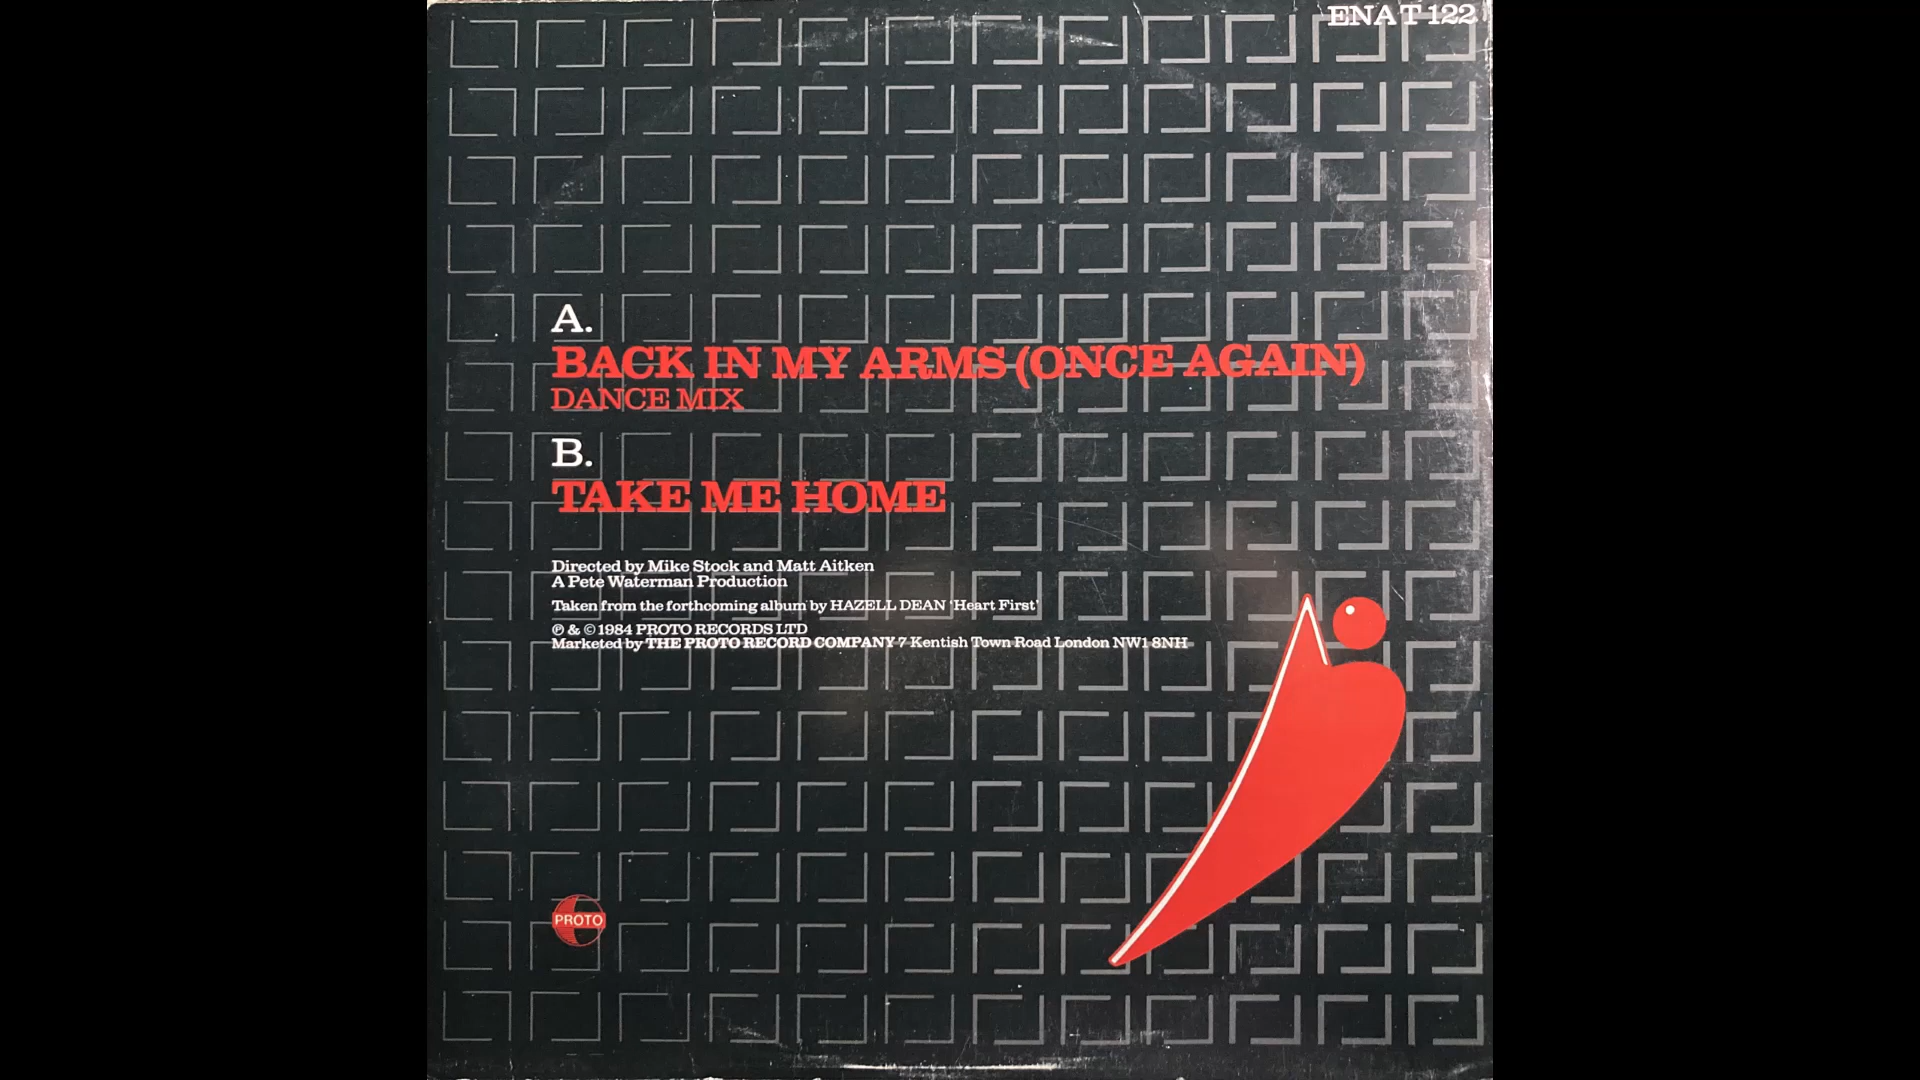 ENA T 122
A.
BACK IN MY ARMS (ONCE AGAIN)
DANCE MIX
B.
TAKE ME HOME
Directed by Mike Stock and Matt Aitken
A Pete Waterman Production
Taken from the forthcoming album by HAZELL DEAN 'Heart First'
℗ & © 1984 PROTO RECORDS LTD
Marketed by THE PROTO RECORD COMPANY 7 Kentish Town Road London NW1 8NH
PROTO